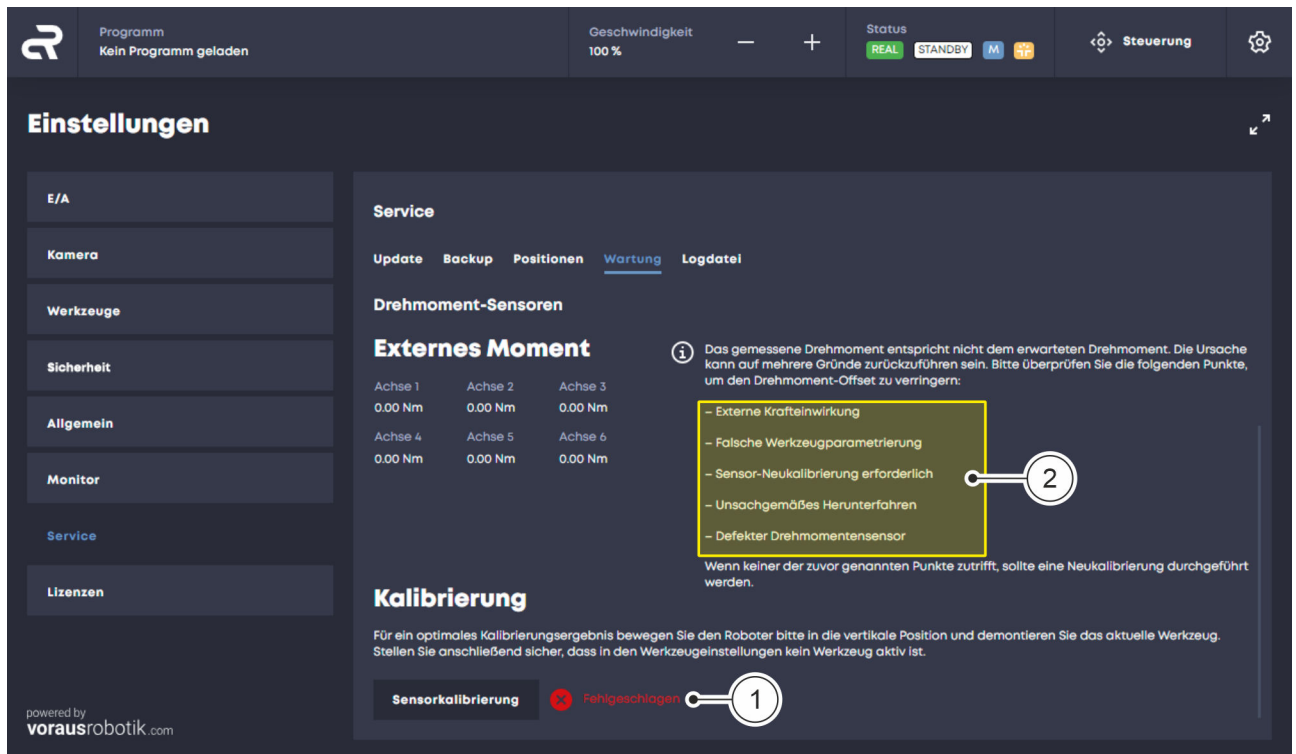 Programm
Kein Programm geladen
Geschwindigkeit
100 %
Status
REAL STANDBY M
Steuerung
Einstellungen
E/A
Kamera
Werkzeuge
Sicherheit
Allgemein
Monitor
Service
Lizenzen
powered by
vorausrobotik.com
Service
Update Backup Positionen Wartung Logdatei
Drehmoment-Sensoren
Externes Moment
Achse 1 Achse 2 Achse 3
0.00 Nm 0.00 Nm 0.00 Nm
Achse 4 Achse 5 Achse 6
0.00 Nm 0.00 Nm 0.00 Nm
Das gemessene Drehmoment entspricht nicht dem erwarteten Drehmoment. Die Ursache
kann auf mehrere Gründe zurückzuführen sein. Bitte überprüfen Sie die folgenden Punkte,
um den Drehmoment-Offset zu verringern:
– Externe Krafteinwirkung
– Falsche Werkzeugparametrierung
– Sensor-Neukalibrierung erforderlich
– Unsachgemäßes Herunterfahren
– Defekter Drehmomentensensor
2
Wenn keiner der zuvor genannten Punkte zutrifft, sollte eine Neukalibrierung durchgeführt
werden.
Kalibrierung
Für ein optimales Kalibrierungsergebnis bewegen Sie den Roboter bitte in die vertikale Position und demontieren Sie das aktuelle Werkzeug.
Stellen Sie anschließend sicher, dass in den Werkzeugeinstellungen kein Werkzeug aktiv ist.
Sensorkalibrierung
Fehlgeschlagen
1